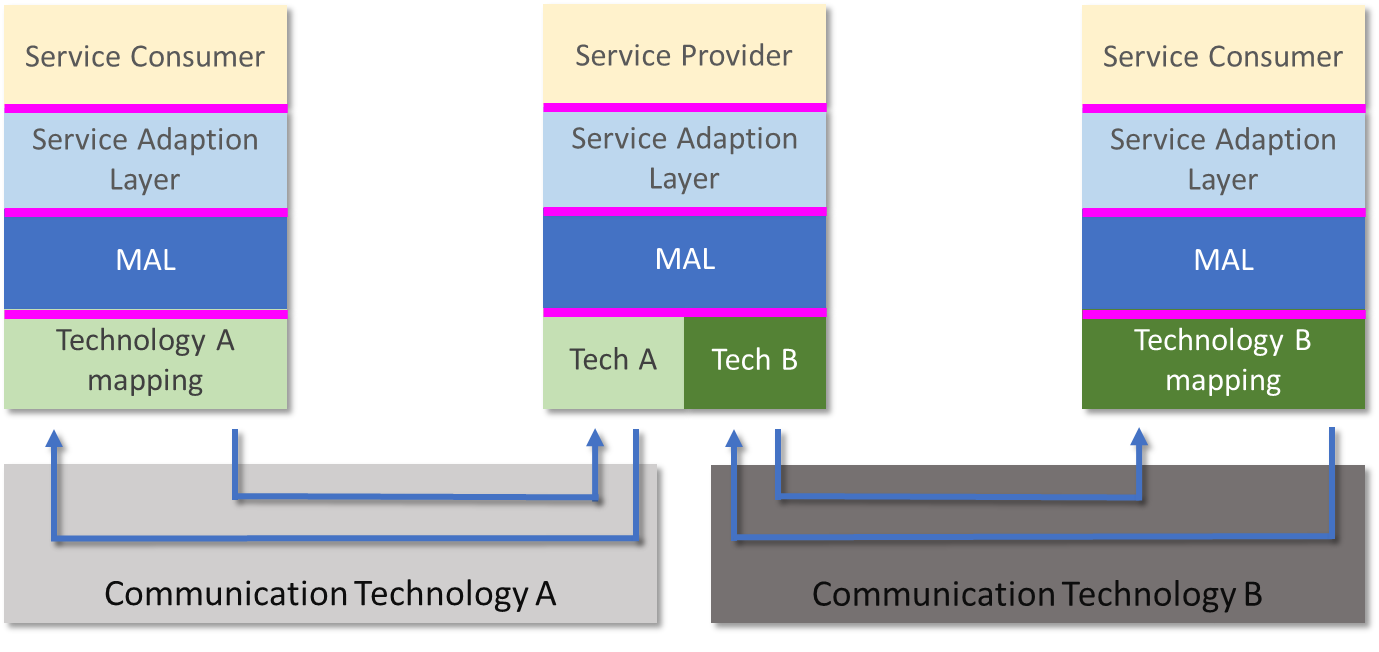 Service Consumer
Service Adaption
Layer
MAL
Technology A
mapping
Service Provider
Service Adaption
Layer
MAL
Tech A
Tech B
Service Consumer
Service Adaption
Layer
MAL
Technology B
mapping
Communication Technology A
Communication Technology B